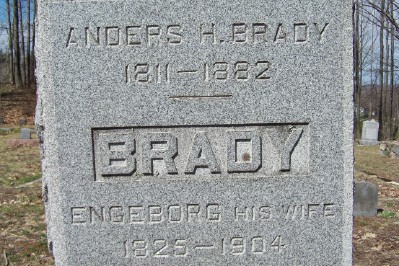 ANDERS H. BRADY
1811—1882
BRADY
ENGEBORG HIS WIFE
1825—1904